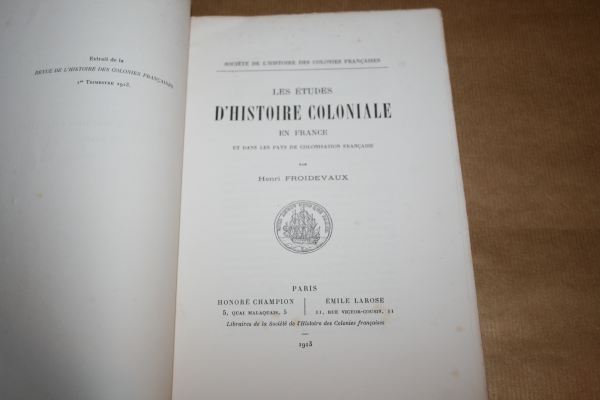 Extrait de la
REVUE DE L'HISTOIRE DES COLONIES FRANÇAISES
1er TRIMESTRE 1913.
SOCIÉTÉ DE L'HISTOIRE DES COLONIES FRANÇAISES
LES ÉTUDES
D'HISTOIRE COLONIALE
EN FRANCE
ET DANS LES PAYS DE COLONISATION FRANÇAISE
PAR
Henri FROIDEVAUX
PARIS
HONORÉ CHAMPION
5, QUAI MALAQUAIS, 5
ÉMILE LAROSE
11, RUE VICTOR-COUSIN, 11
Libraires de la Société de l'Histoire des Colonies françaises
1913